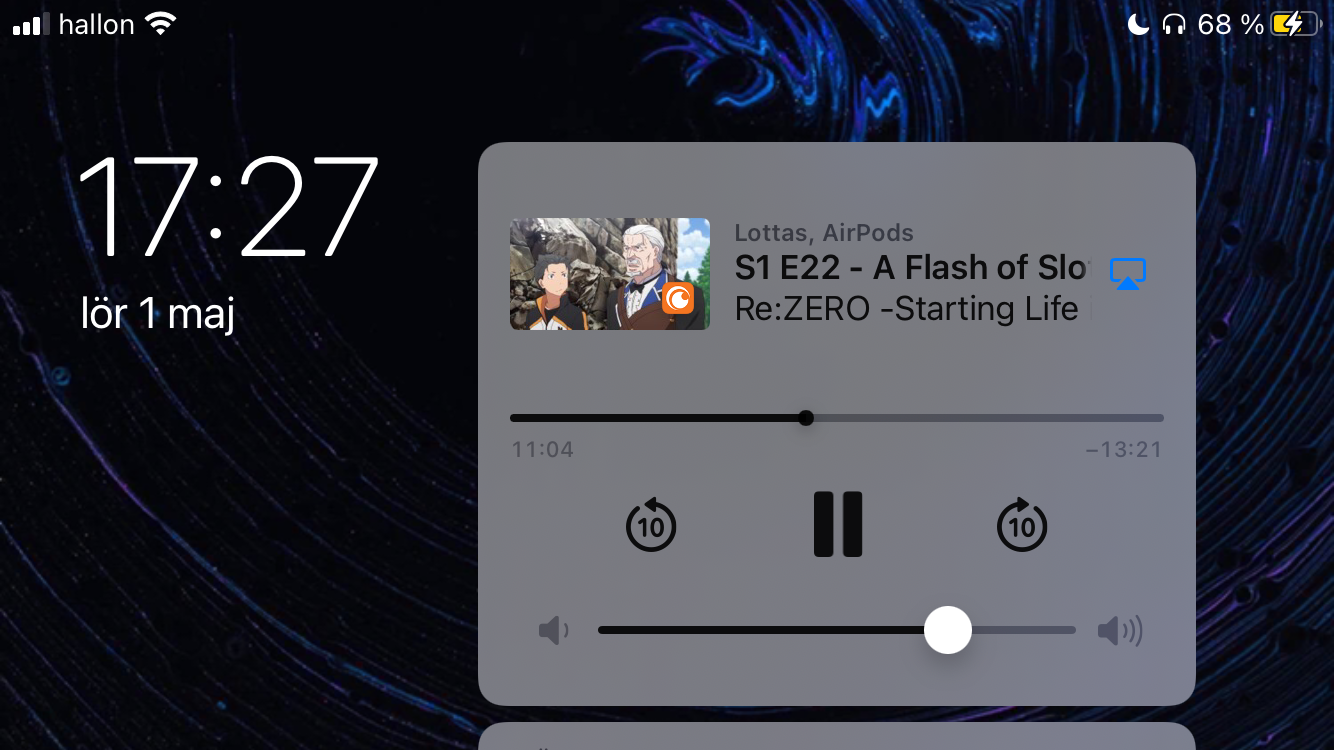 hallon
68 %
17:27
lör 1 maj
Lottas, AirPods
S1 E22 - A Flash of Slo
Re:ZERO -Starting Life
11:04
−13:21
10
10